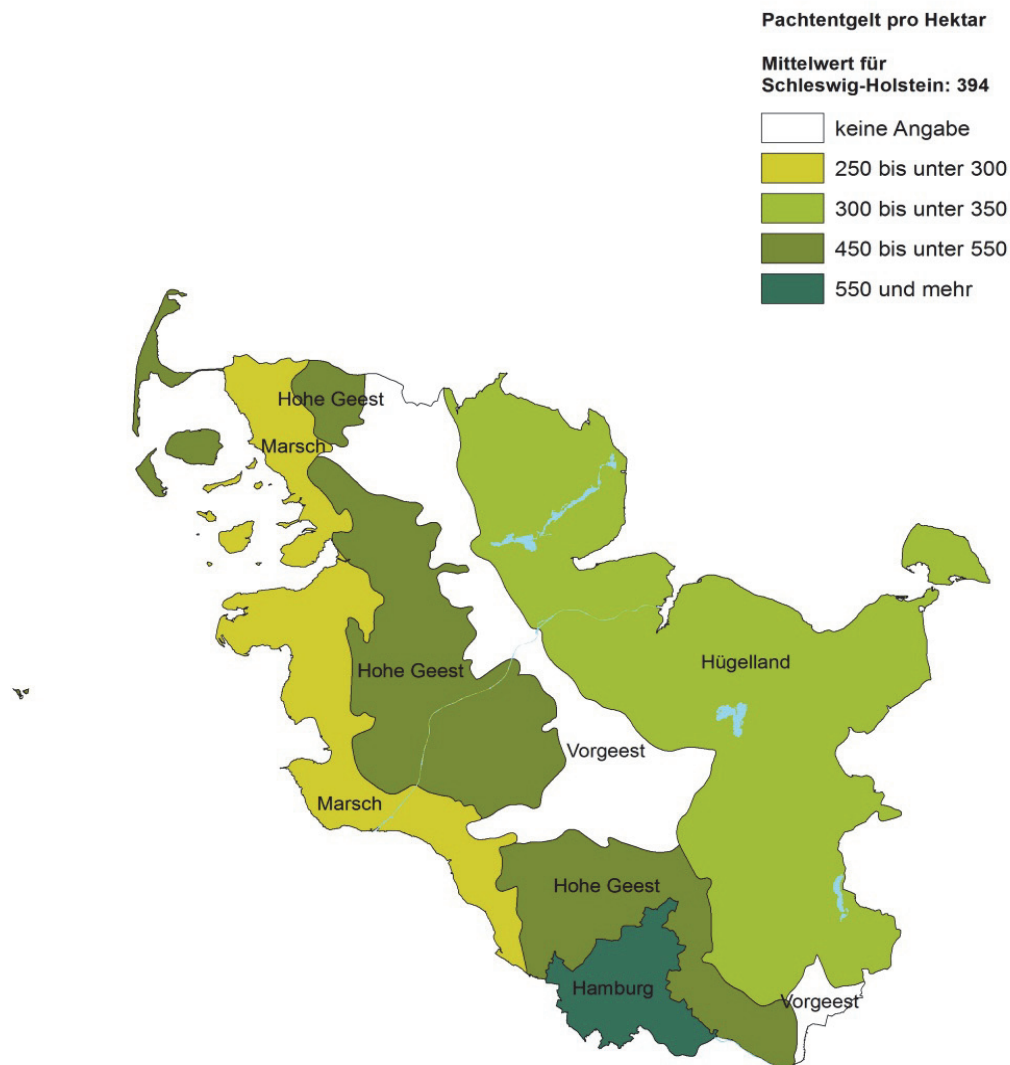 Pachtentgelt pro Hektar
Mittelwert für
Schleswig-Holstein: 394
keine Angabe
250 bis unter 300
300 bis unter 350
450 bis unter 550
550 und mehr
Hohe Geest
Marsch
Hohe Geest
Hügelland
Vorgeest
Marsch
Hohe Geest
Hamburg
Vorgeest